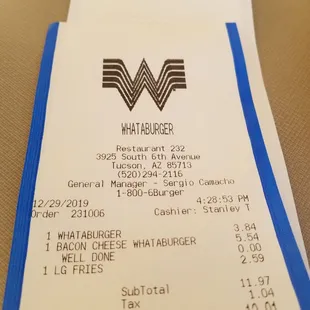 WHATABURGER
Restaurant 232
3925 South 6th Avenue
Tucson, AZ 85713
(520)294-2116
General Manager - Sergio Camacho
1-800-6Burger
12/29/2019 4:28:53 PM
Order 231006 Cashier: Stanley T
1 WHATABURGER 3.84
1 BACON CHEESE WHATABURGER 5.54
WELL DONE 0.00
1 LG FRIES 2.59
SubTotal 11.97
Tax 1.04